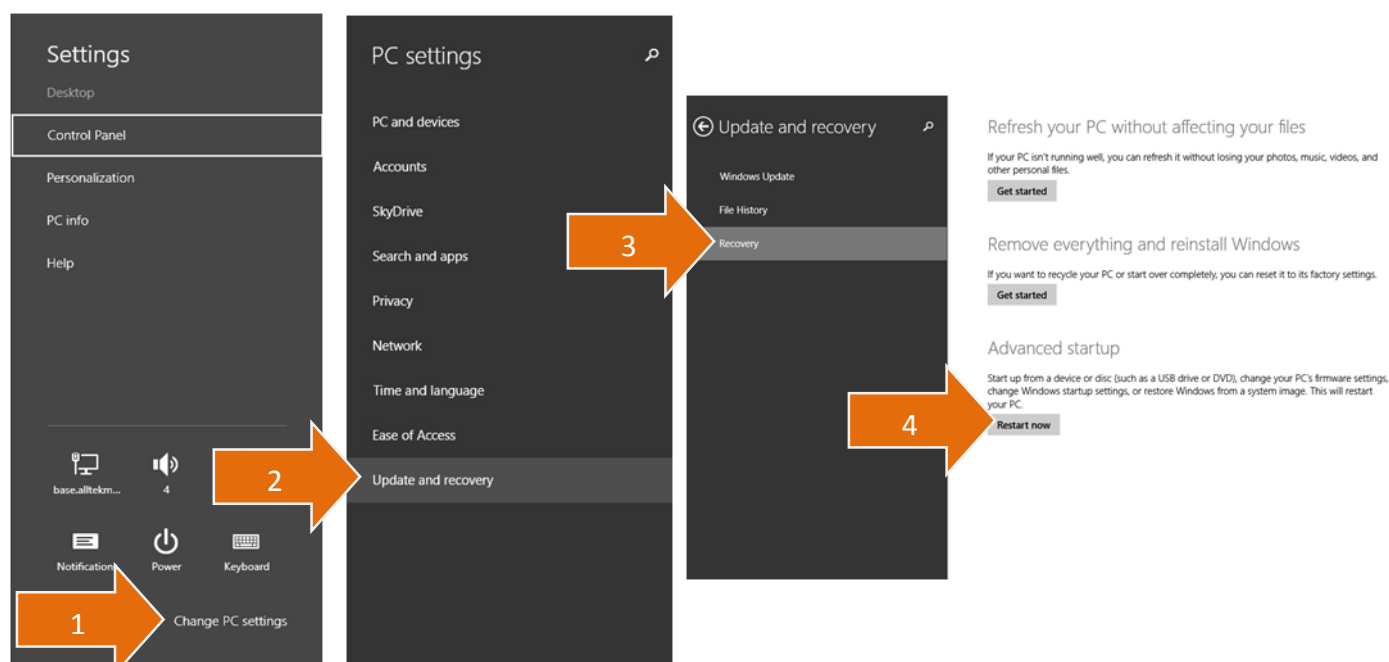 Settings
Desktop
Control Panel
Personalization
PC info
Help
base.alltekm...
4
Notification
Power
Keyboard
1
Change PC settings
PC settings
PC and devices
Accounts
SkyDrive
Search and apps
Privacy
Network
Time and language
Ease of Access
2
Update and recovery
Update and recovery
Windows Update
File History
3
Recovery
Refresh your PC without affecting your files
If your PC isn't running well, you can refresh it without losing your photos, music, videos, and
other personal files.
Get started
Remove everything and reinstall Windows
If you want to recycle your PC or start over completely, you can reset it to its factory settings.
Get started
Advanced startup
Start up from a device or disc (such as a USB drive or DVD), change your PC's firmware settings,
change Windows startup settings, or restore Windows from a system image. This will restart
your PC.
4
Restart now